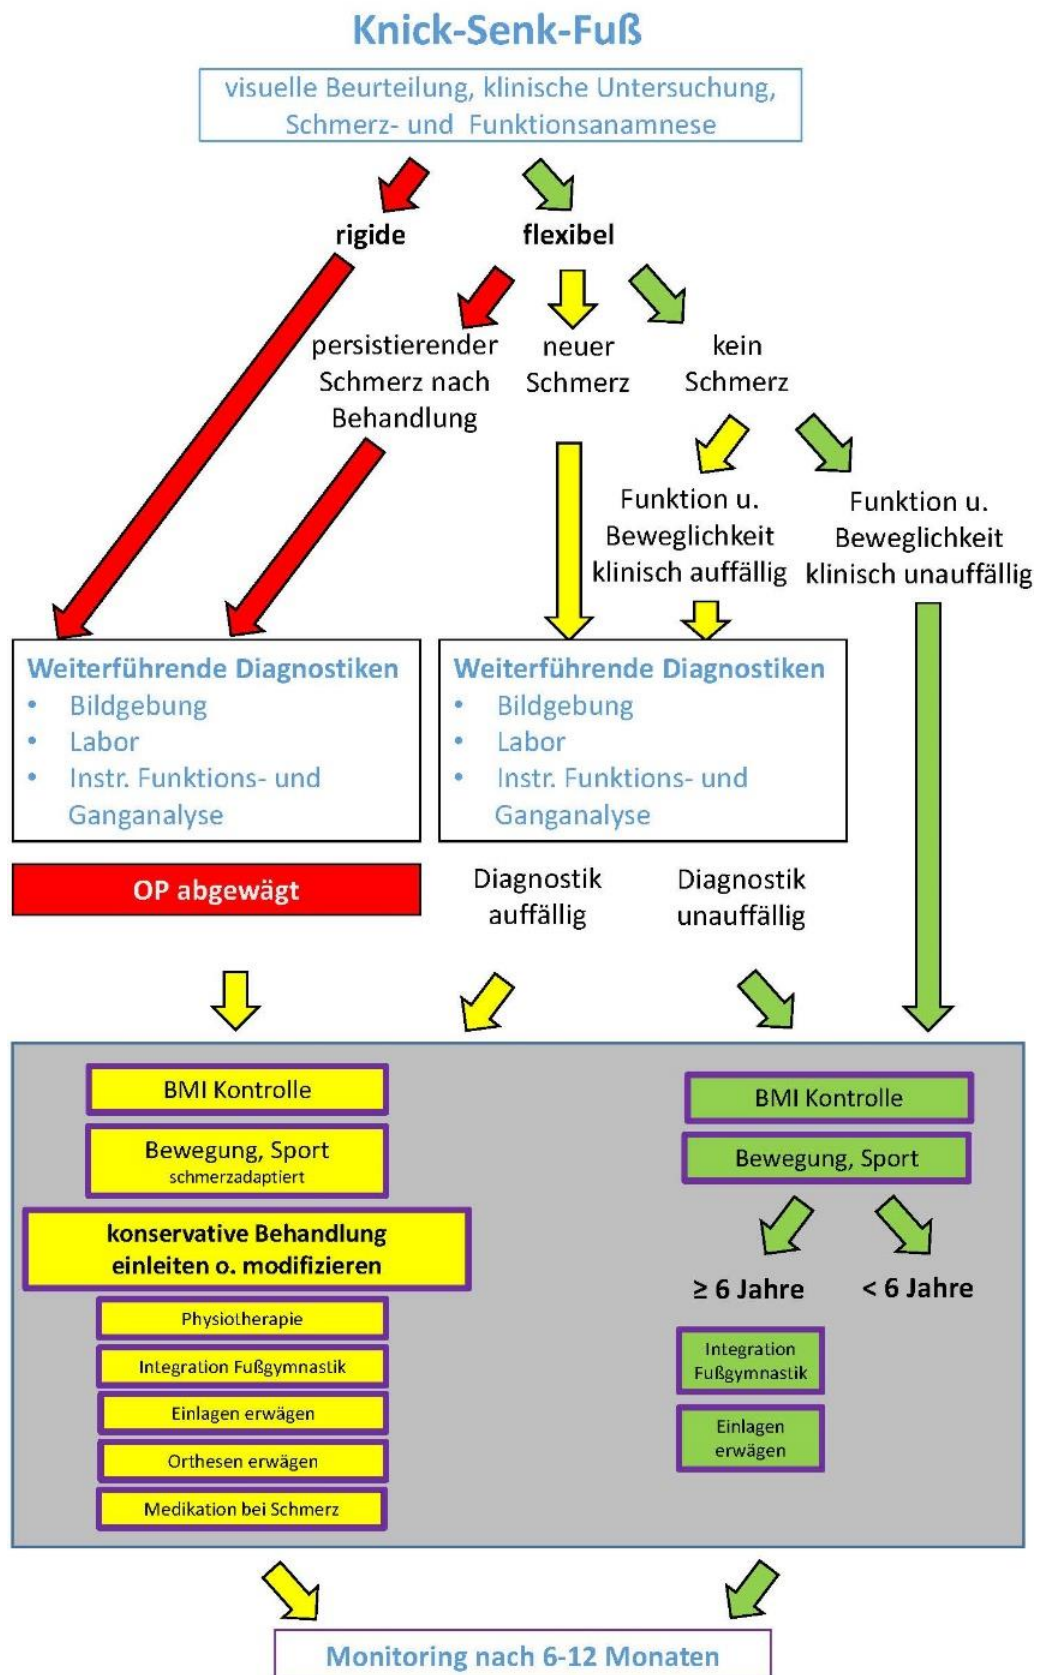 Knick-Senk-Fuß
visuelle Beurteilung, klinische Untersuchung,
Schmerz- und Funktionsanamnese
rigide
flexibel
persistierender
Schmerz nach
Behandlung
neuer
Schmerz
kein
Schmerz
Funktion u.
Beweglichkeit
klinisch auffällig
Funktion u.
Beweglichkeit
klinisch unauffällig
Weiterführende Diagnostiken
• Bildgebung
• Labor
• Instr. Funktions- und
Ganganalyse
Weiterführende Diagnostiken
• Bildgebung
• Labor
• Instr. Funktions- und
Ganganalyse
OP abgewägt
Diagnostik
auffällig
Diagnostik
unauffällig
BMI Kontrolle
Bewegung, Sport
schmerzadaptiert
konservative Behandlung
einleiten o. modifizieren
Physiotherapie
Integration Fußgymnastik
Einlagen erwägen
Orthesen erwägen
Medikation bei Schmerz
BMI Kontrolle
Bewegung, Sport
≥ 6 Jahre
< 6 Jahre
Integration
Fußgymnastik
Einlagen
erwägen
Monitoring nach 6-12 Monaten